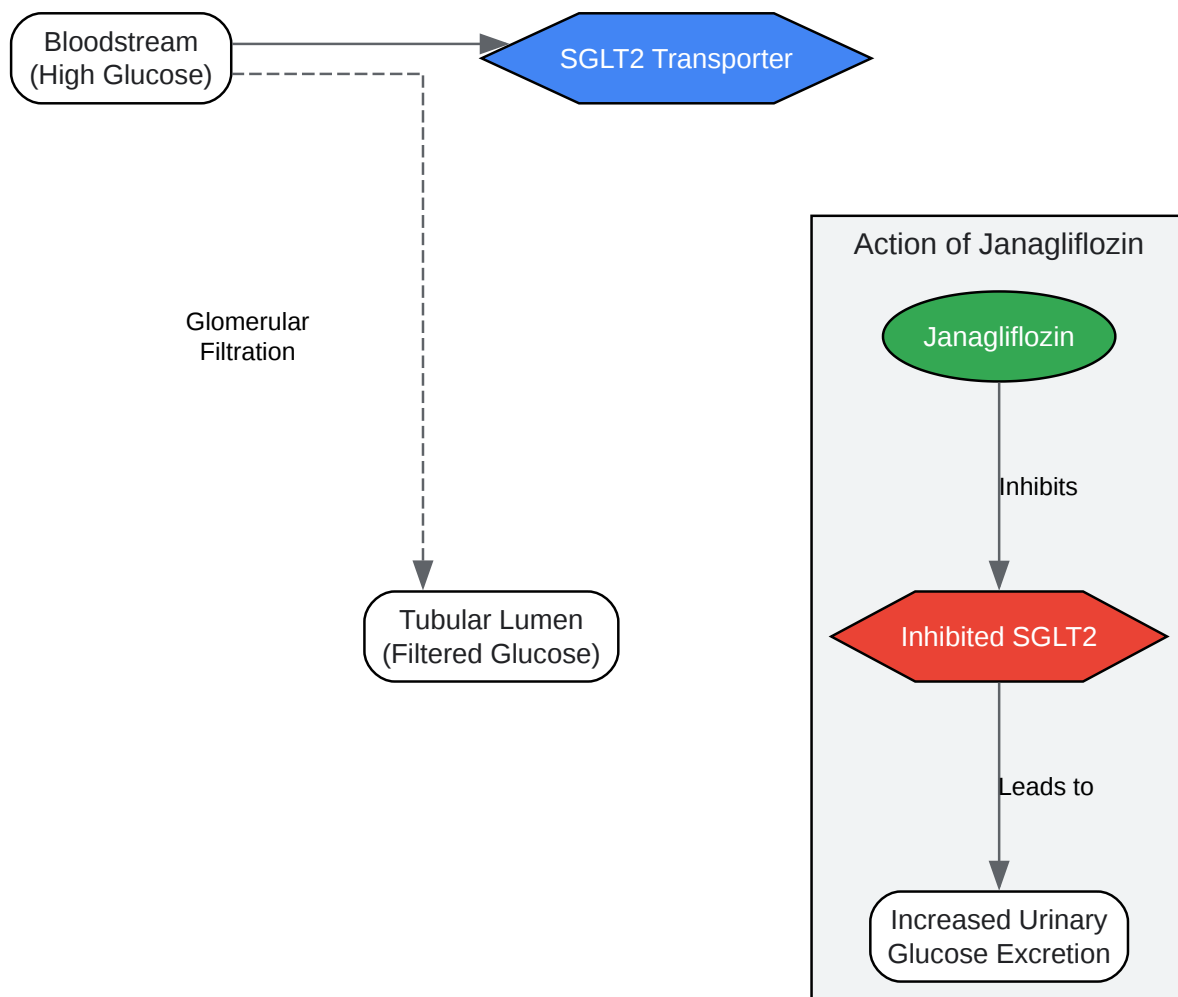 Bloodstream
(High Glucose)
SGLT2 Transporter
Action of Janagliflozin
Janagliflozin
Glomerular
Filtration
Inhibits
Tubular Lumen
(Filtered Glucose)
Inhibited SGLT2
Leads to
Increased Urinary
Glucose Excretion